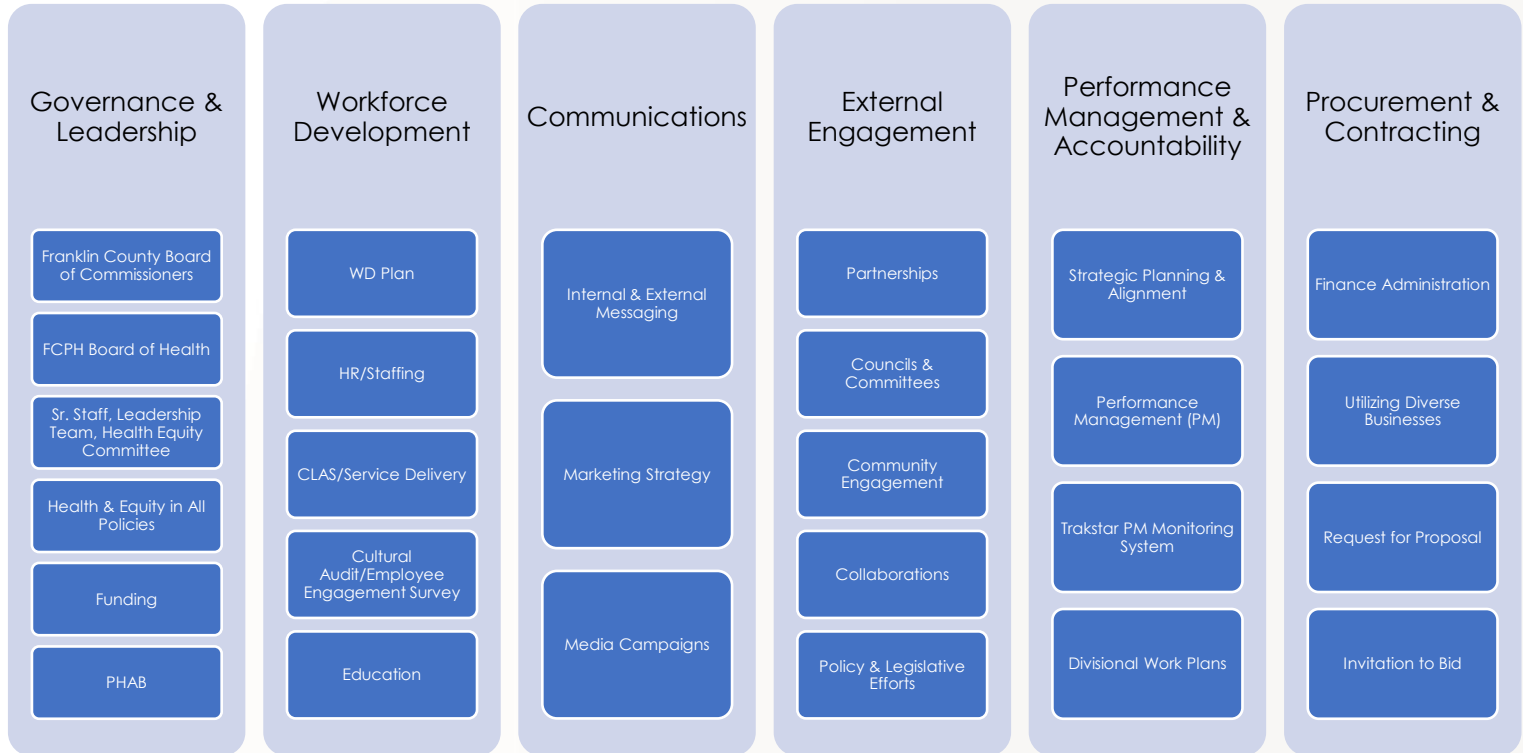 Governance &
Leadership
Franklin County Board
of Commissioners
FCPH Board of Health
Sr. Staff, Leadership
Team, Health Equity
Committee
Health & Equity in All
Policies
Funding
PHAB
Workforce
Development
WD Plan
HR/Staffing
CLAS/Service Delivery
Cultural
Audit/Employee
Engagement Survey
Education
Communications
Internal & External
Messaging
Marketing Strategy
Media Campaigns
External
Engagement
Partnerships
Councils &
Committees
Community
Engagement
Collaborations
Policy & Legislative
Efforts
Performance
Management &
Accountability
Strategic Planning &
Alignment
Performance
Management (PM)
Trakstar PM Monitoring
System
Divisional Work Plans
Procurement &
Contracting
Finance Administration
Utilizing Diverse
Businesses
Request for Proposal
Invitation to Bid